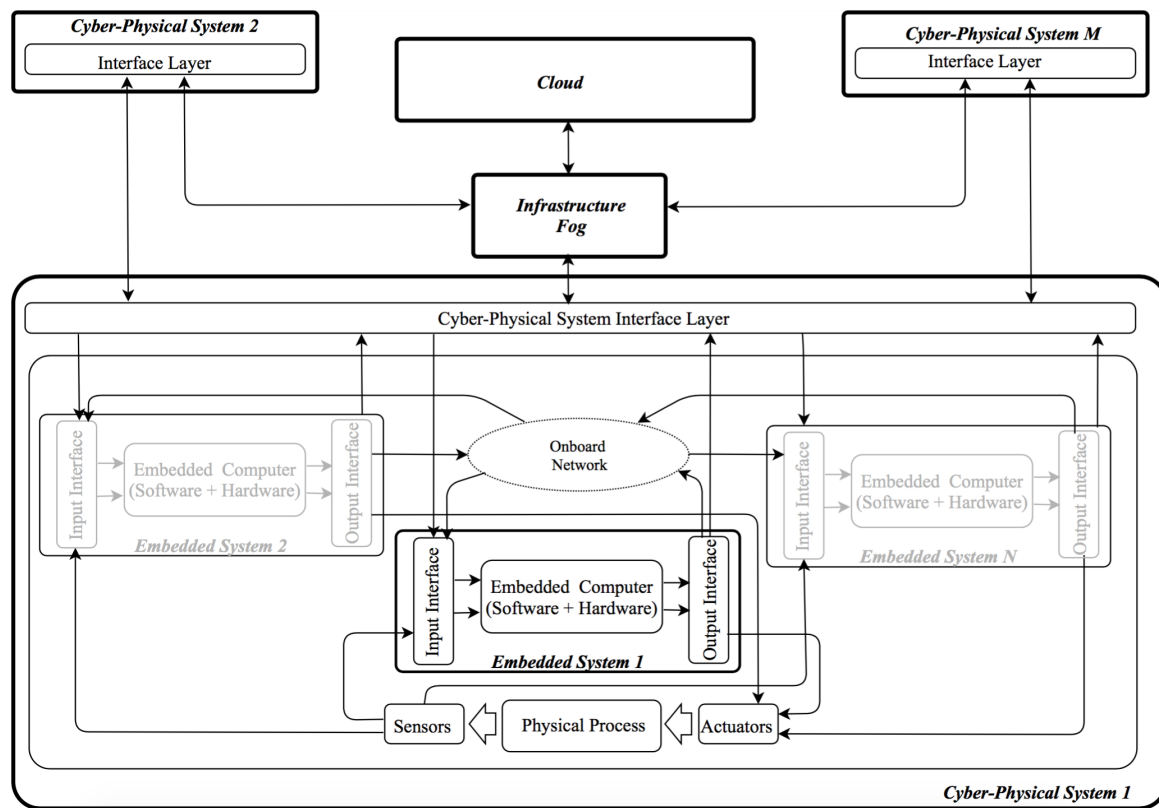 Cyber-Physical System 2
Interface Layer
Cloud
Cyber-Physical System M
Interface Layer
Infrastructure
Fog
Cyber-Physical System Interface Layer
Input Interface
Embedded Computer
(Software + Hardware)
Output Interface
Embedded System 2
Onboard
Network
Input Interface
Embedded Computer
(Software + Hardware)
Output Interface
Embedded System N
Input Interface
Embedded Computer
(Software + Hardware)
Output Interface
Embedded System 1
Sensors
Physical Process
Actuators
Cyber-Physical System 1